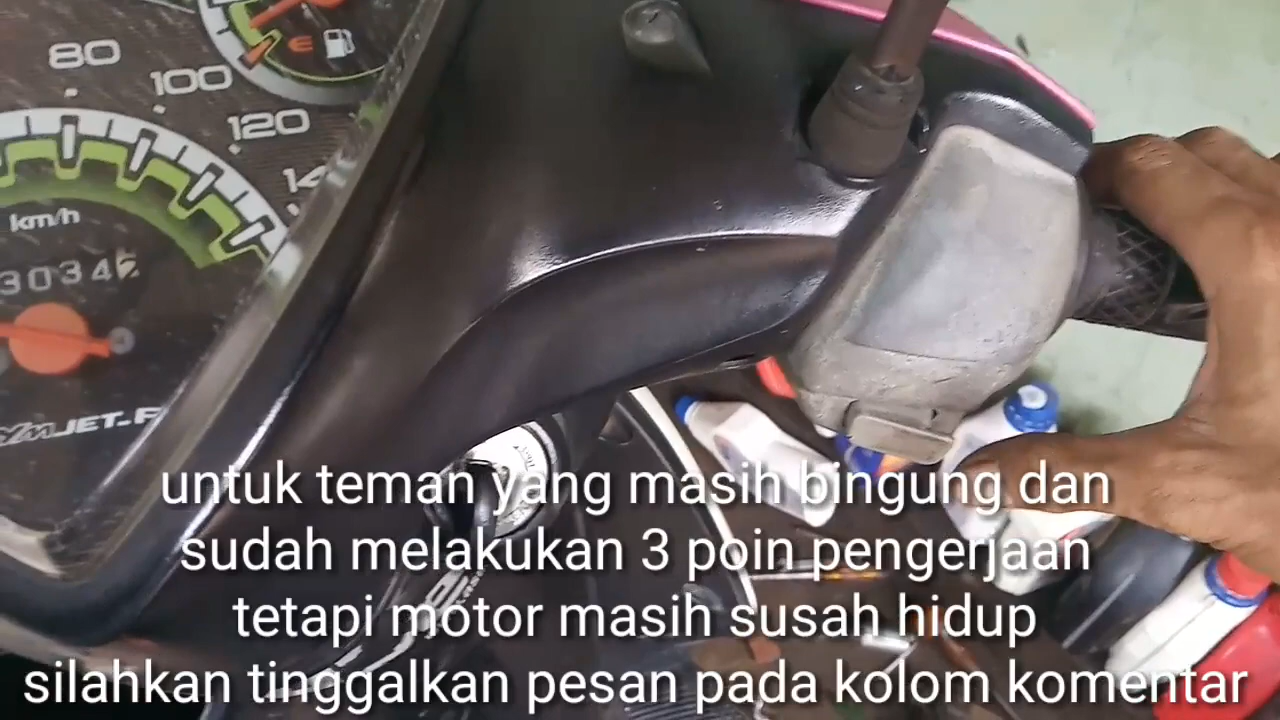 80
100
120
km/h
E
untuk teman yang masih bingung dan
sudah melakukan 3 poin pengerjaan
tetapi motor masih susah hidup
silahkan tinggalkan pesan pada kolom komentar